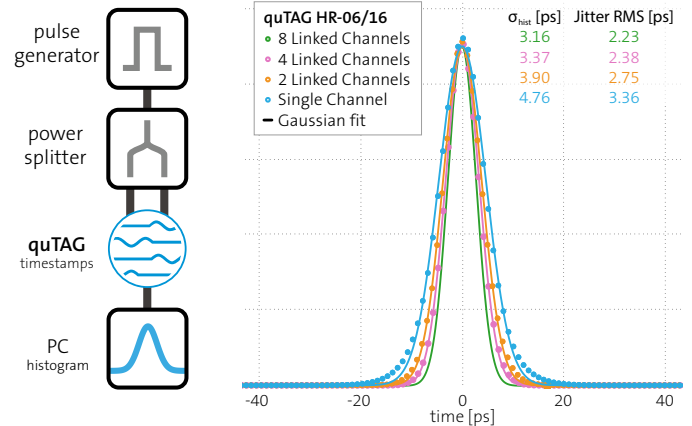 pulse
generator
power
splitter
quTAG
timestamps
PC
histogram
quTAG HR-06/16
8 Linked Channels
4 Linked Channels
2 Linked Channels
Single Channel
Gaussian fit
σhist [ps] Jitter RMS [ps]
3.16 2.23
3.37 2.38
3.90 2.75
4.76 3.36
-40 -20 0 20 40
time [ps]